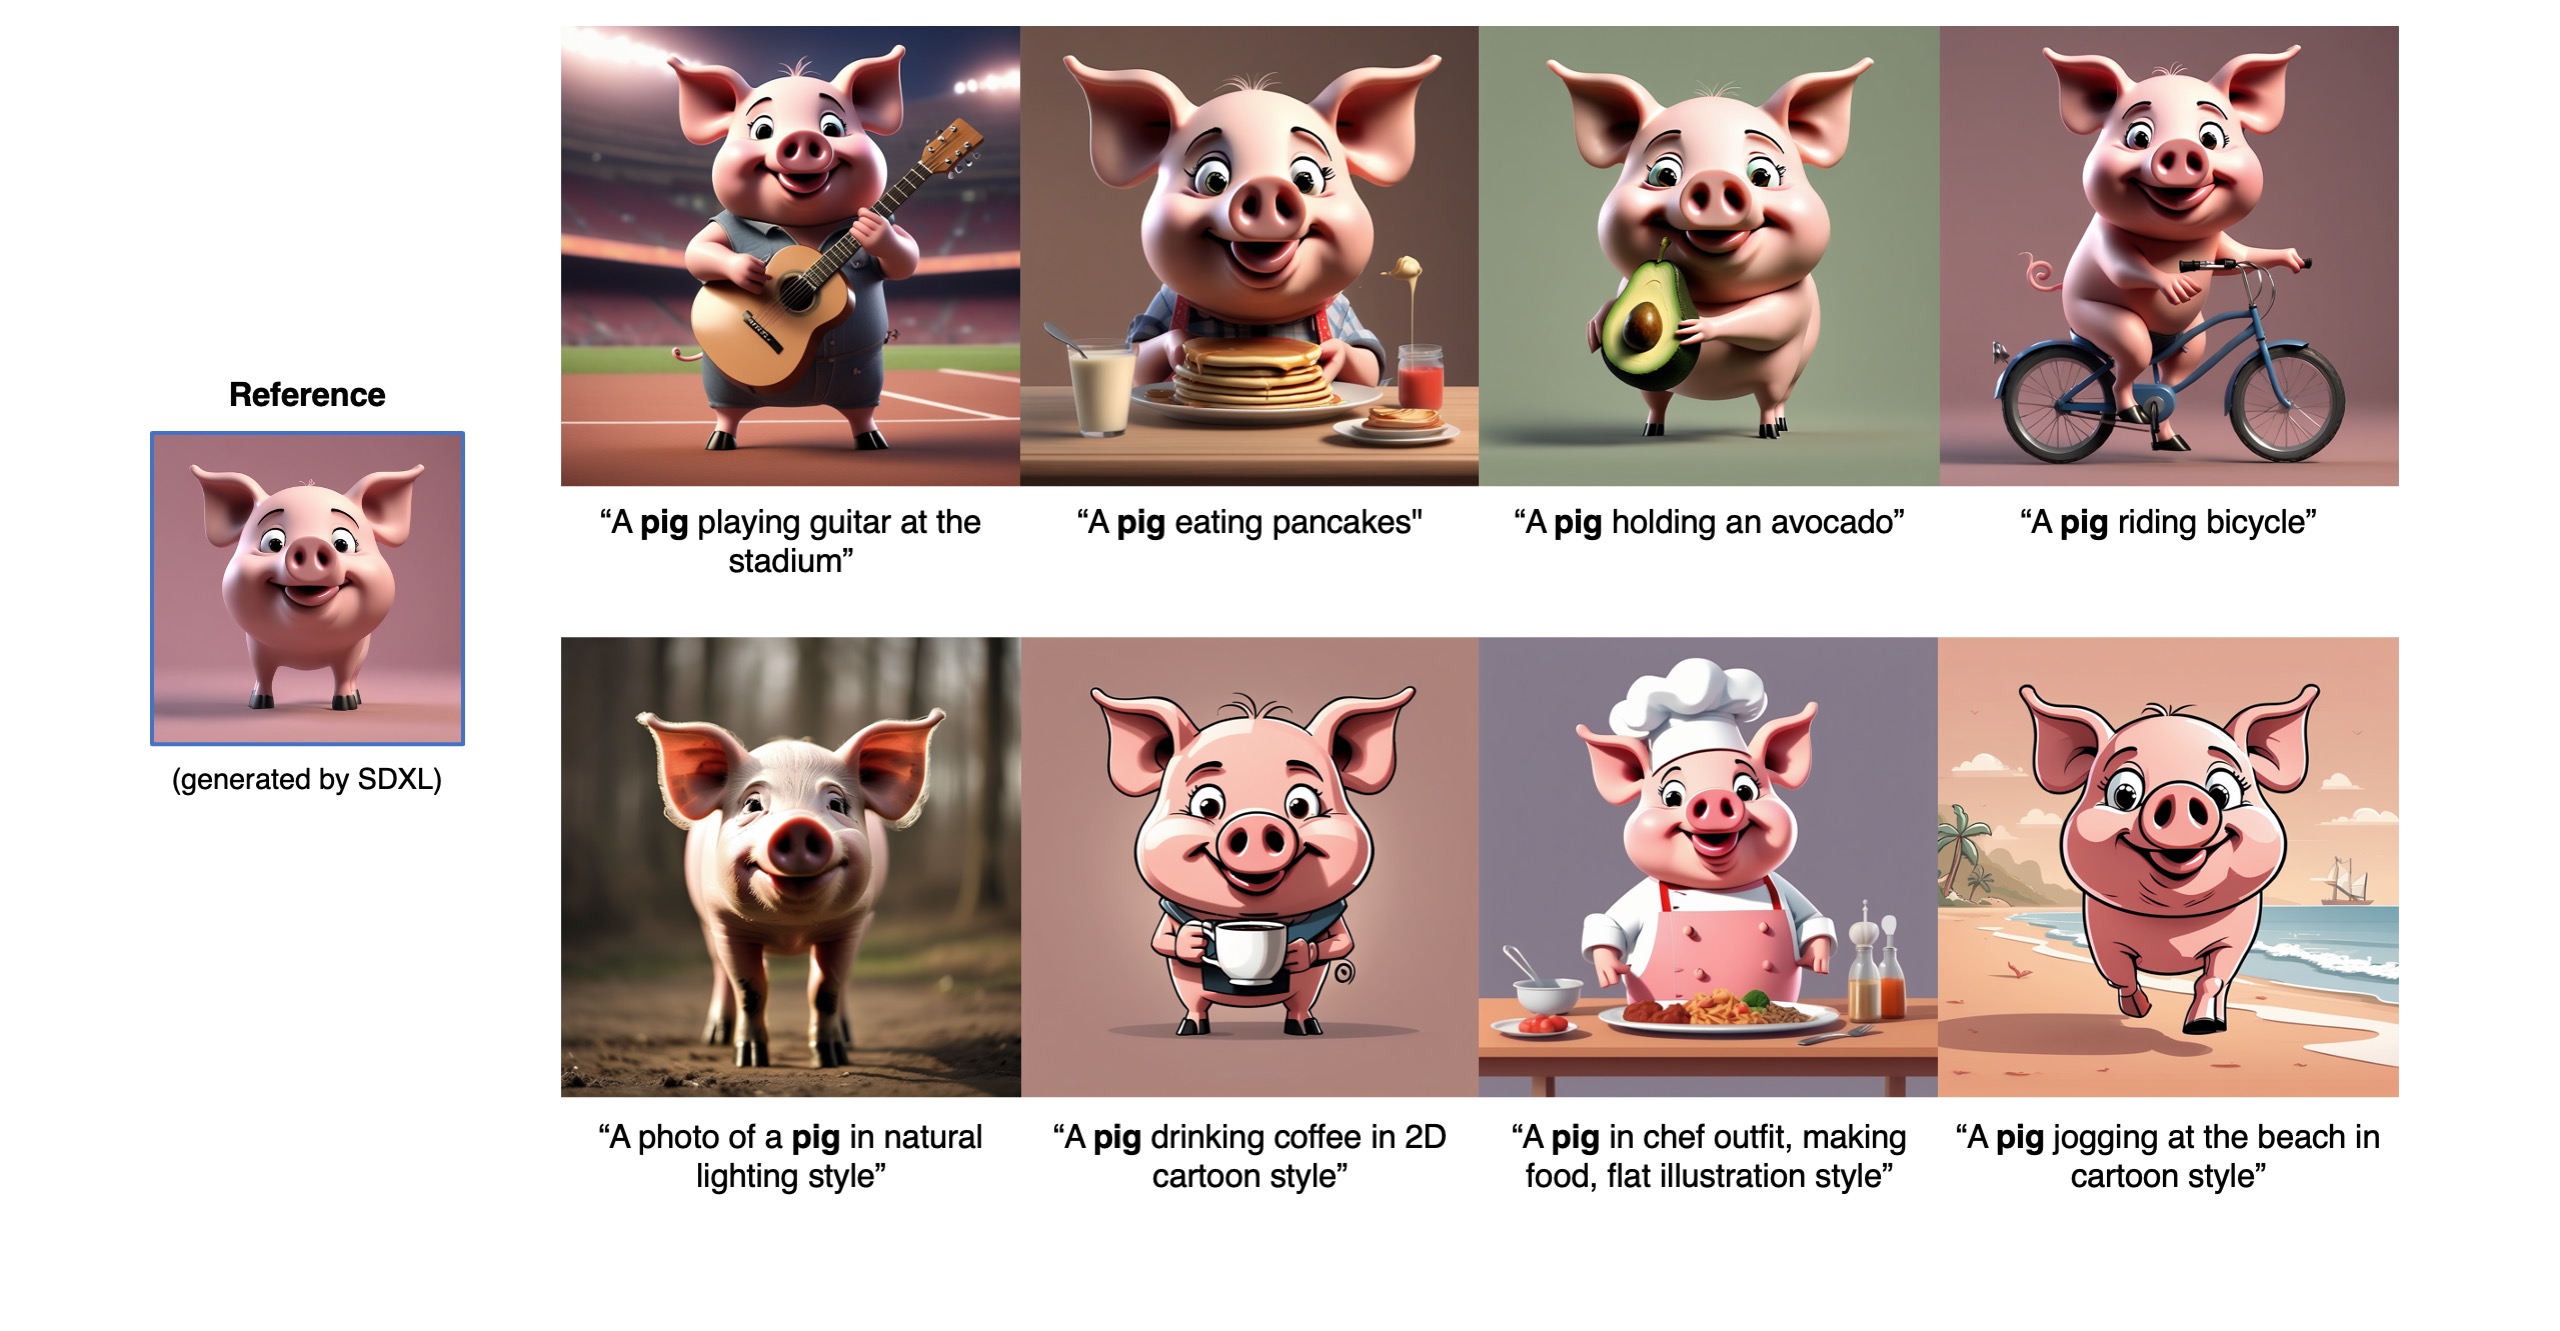 Reference
(generated by SDXL)
“A pig playing guitar at the
stadium”
“A pig eating pancakes"
“A pig holding an avocado”
“A pig riding bicycle”
“A photo of a pig in natural
lighting style”
“A pig drinking coffee in 2D
cartoon style”
“A pig in chef outfit, making
food, flat illustration style”
“A pig jogging at the beach in
cartoon style”